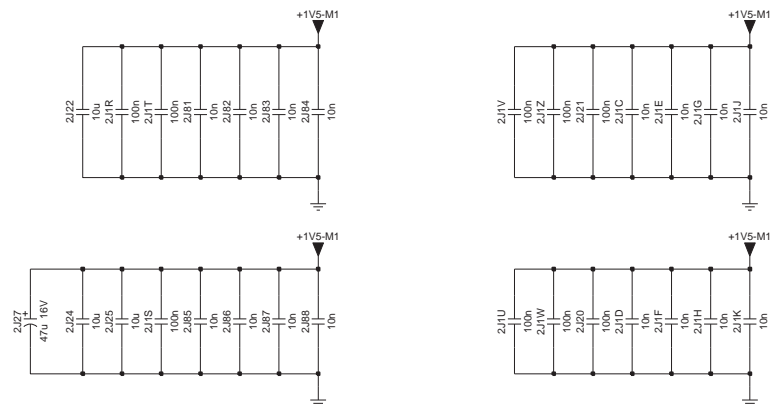 +1V5-M1
2J22
10u
2J1R
100n
2J1T
100n
2J81
10n
2J82
10n
2J83
10n
2J84
10n
+1V5-M1
2J1V
100n
2J1Z
100n
2J21
100n
2J1C
10n
2J1E
10n
2J1G
10n
2J1J
10n
+1V5-M1
2J27
47u 16V
+
2J24
10u
2J25
10u
2J1S
100n
2J85
10n
2J86
10n
2J87
10n
2J88
10n
+1V5-M1
2J1U
100n
2J1W
100n
2J20
100n
2J1D
10n
2J1F
10n
2J1H
10n
2J1K
10n